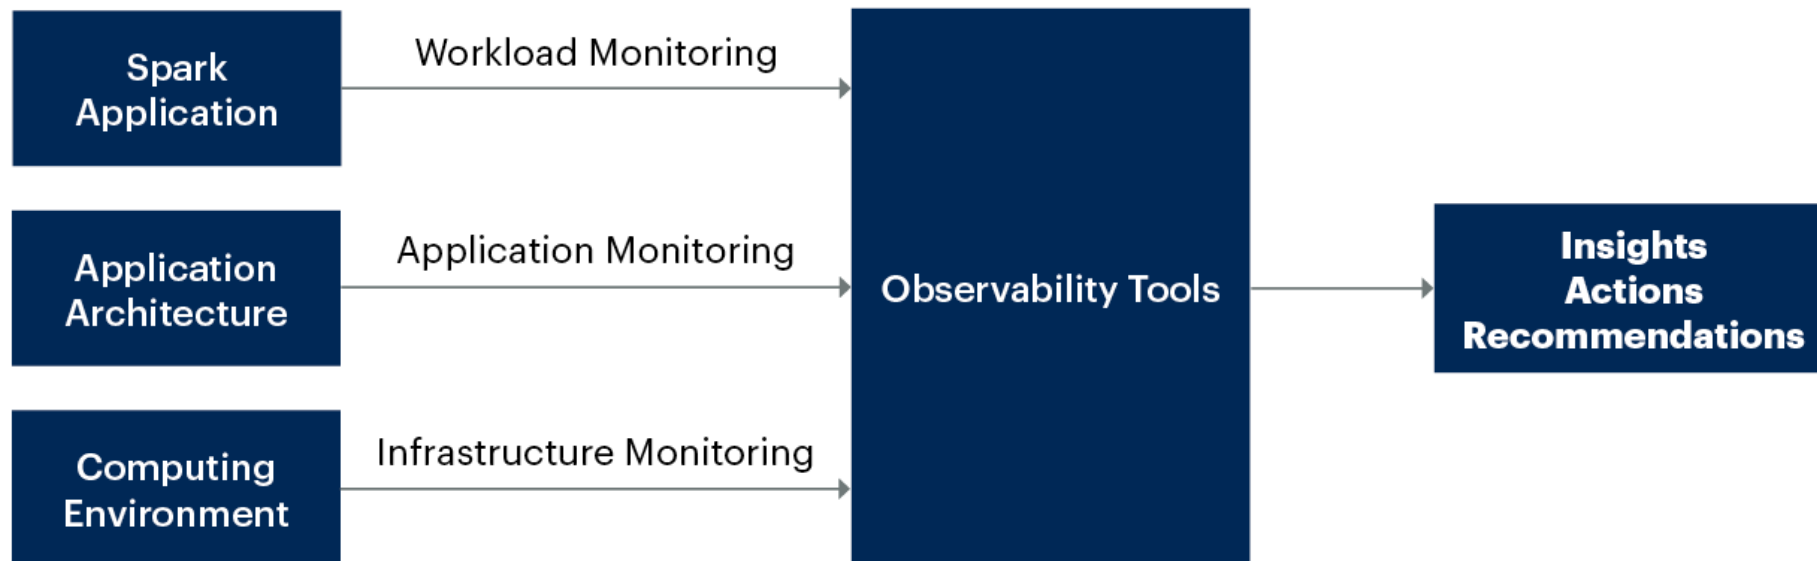 Spark
Application
Workload Monitoring
Application
Architecture
Application Monitoring
Computing
Environment
Infrastructure Monitoring
Observability Tools
Insights
Actions
Recommendations